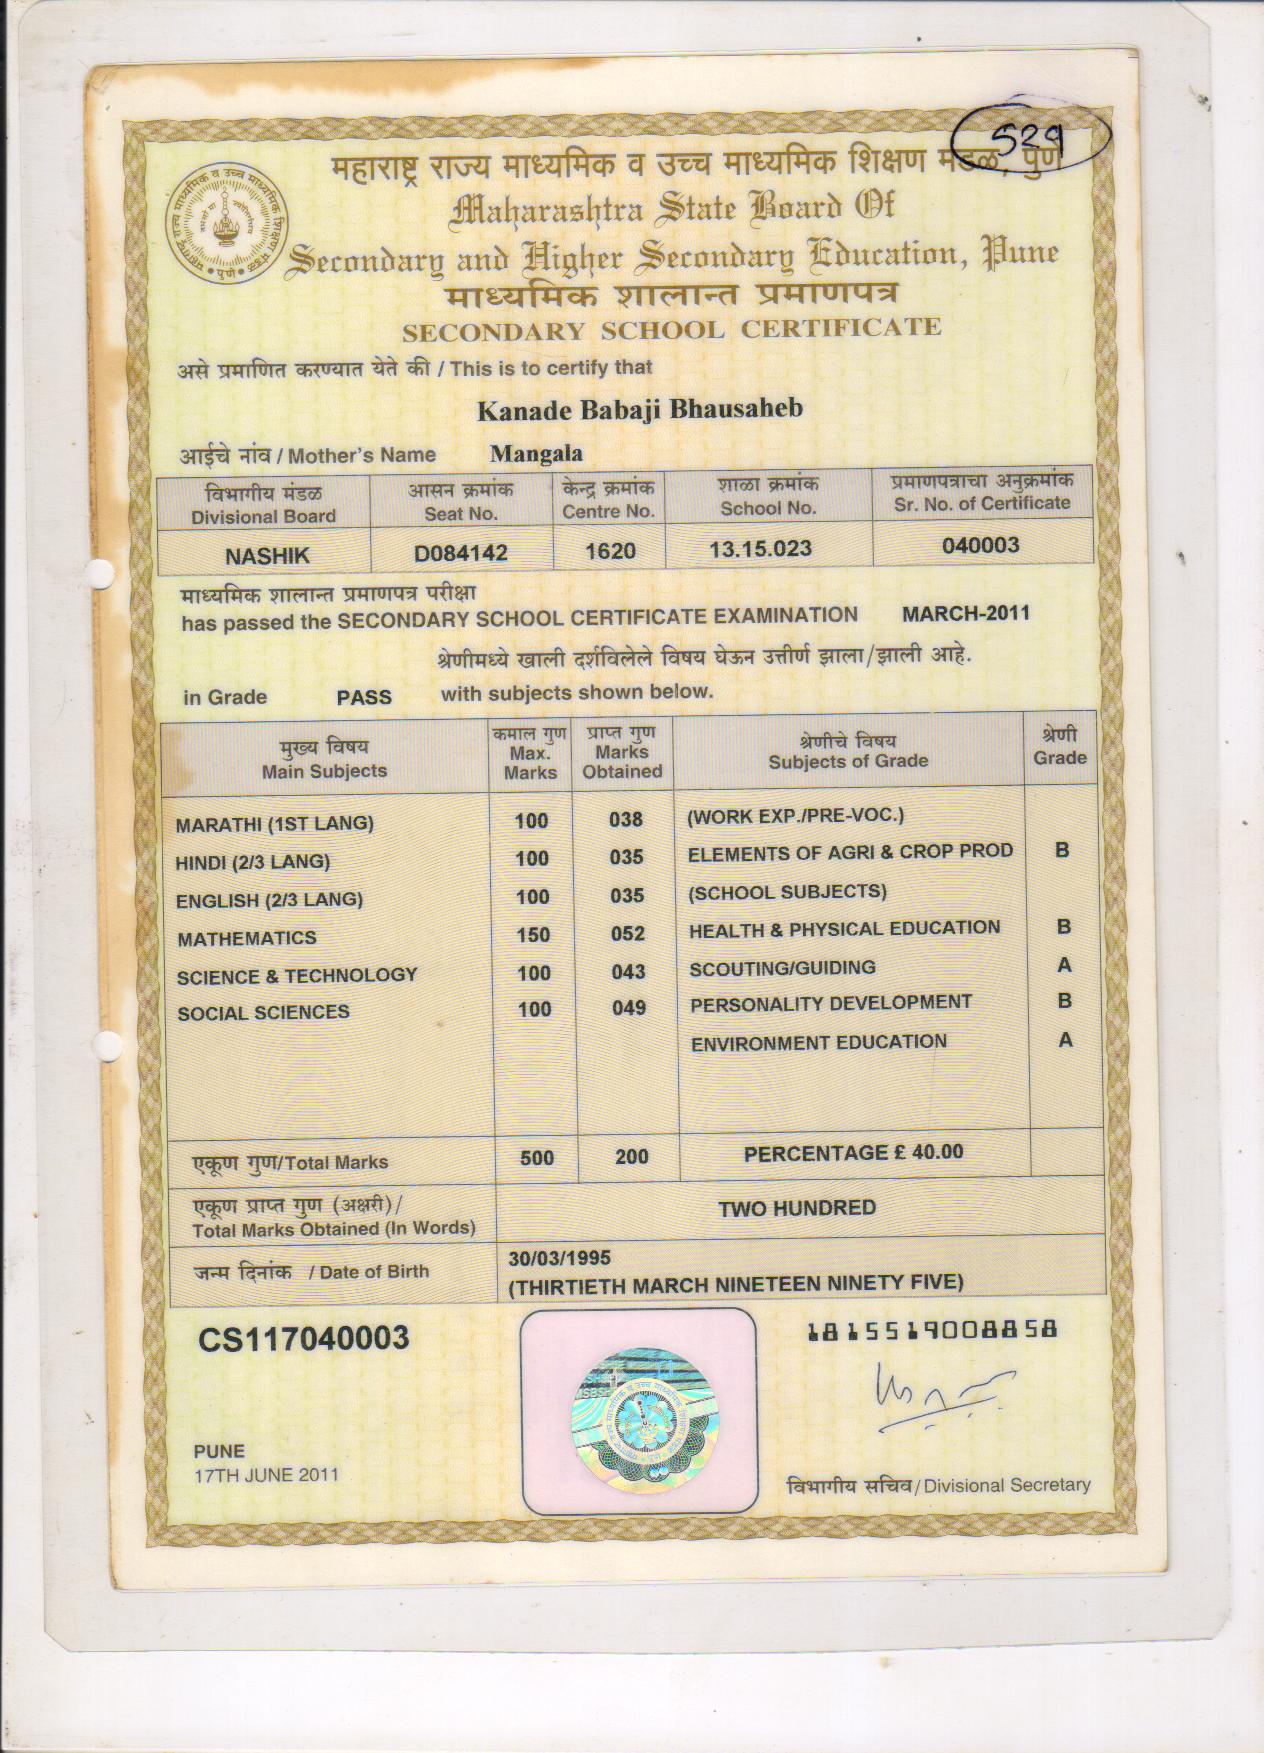 529
महाराष्ट्र राज्य माध्यमिक व उच्च माध्यमिक शिक्षण मंडळ, पुणे
Maharashtra State Board Of
Secondary and Higher Secondary Education, Pune
माध्यमिक शालान्त प्रमाणपत्र
SECONDARY SCHOOL CERTIFICATE
असे प्रमाणित करण्यात येते की / This is to certify that
Kanade Babaji Bhausaheb
आईचे नांव / Mother's Name Mangala
विभागीय मंडळ आसन क्रमांक केन्द्र क्रमांक शाळा क्रमांक प्रमाणपत्राचा अनुक्रमांक
Divisional Board Seat No. Centre No. School No. Sr. No. of Certificate
NASHIK D084142 1620 13.15.023 040003
माध्यमिक शालान्त प्रमाणपत्र परीक्षा
has passed the SECONDARY SCHOOL CERTIFICATE EXAMINATION MARCH-2011
श्रेणीमध्ये खाली दर्शविलेले विषय घेऊन उत्तीर्ण झाला/झाली आहे.
in Grade PASS with subjects shown below.
मुख्य विषय कमाल गुण प्राप्त गुण श्रेणीचे विषय श्रेणी
Main Subjects Max. Marks Marks Obtained Subjects of Grade Grade
MARATHI (1ST LANG) 100 038 (WORK EXP./PRE-VOC.)
HINDI (2/3 LANG) 100 035 ELEMENTS OF AGRI & CROP PROD B
ENGLISH (2/3 LANG) 100 035 (SCHOOL SUBJECTS)
MATHEMATICS 150 052 HEALTH & PHYSICAL EDUCATION B
SCIENCE & TECHNOLOGY 100 043 SCOUTING/GUIDING A
SOCIAL SCIENCES 100 049 PERSONALITY DEVELOPMENT B
ENVIRONMENT EDUCATION A
एकूण गुण/Total Marks 500 200 PERCENTAGE £ 40.00
एकूण प्राप्त गुण (अक्षरी)/
Total Marks Obtained (In Words) TWO HUNDRED
जन्म दिनांक / Date of Birth 30/03/1995
(THIRTIETH MARCH NINETEEN NINETY FIVE)
CS117040003 1815519008858
PUNE
17TH JUNE 2011
विभागीय सचिव/Divisional Secretary